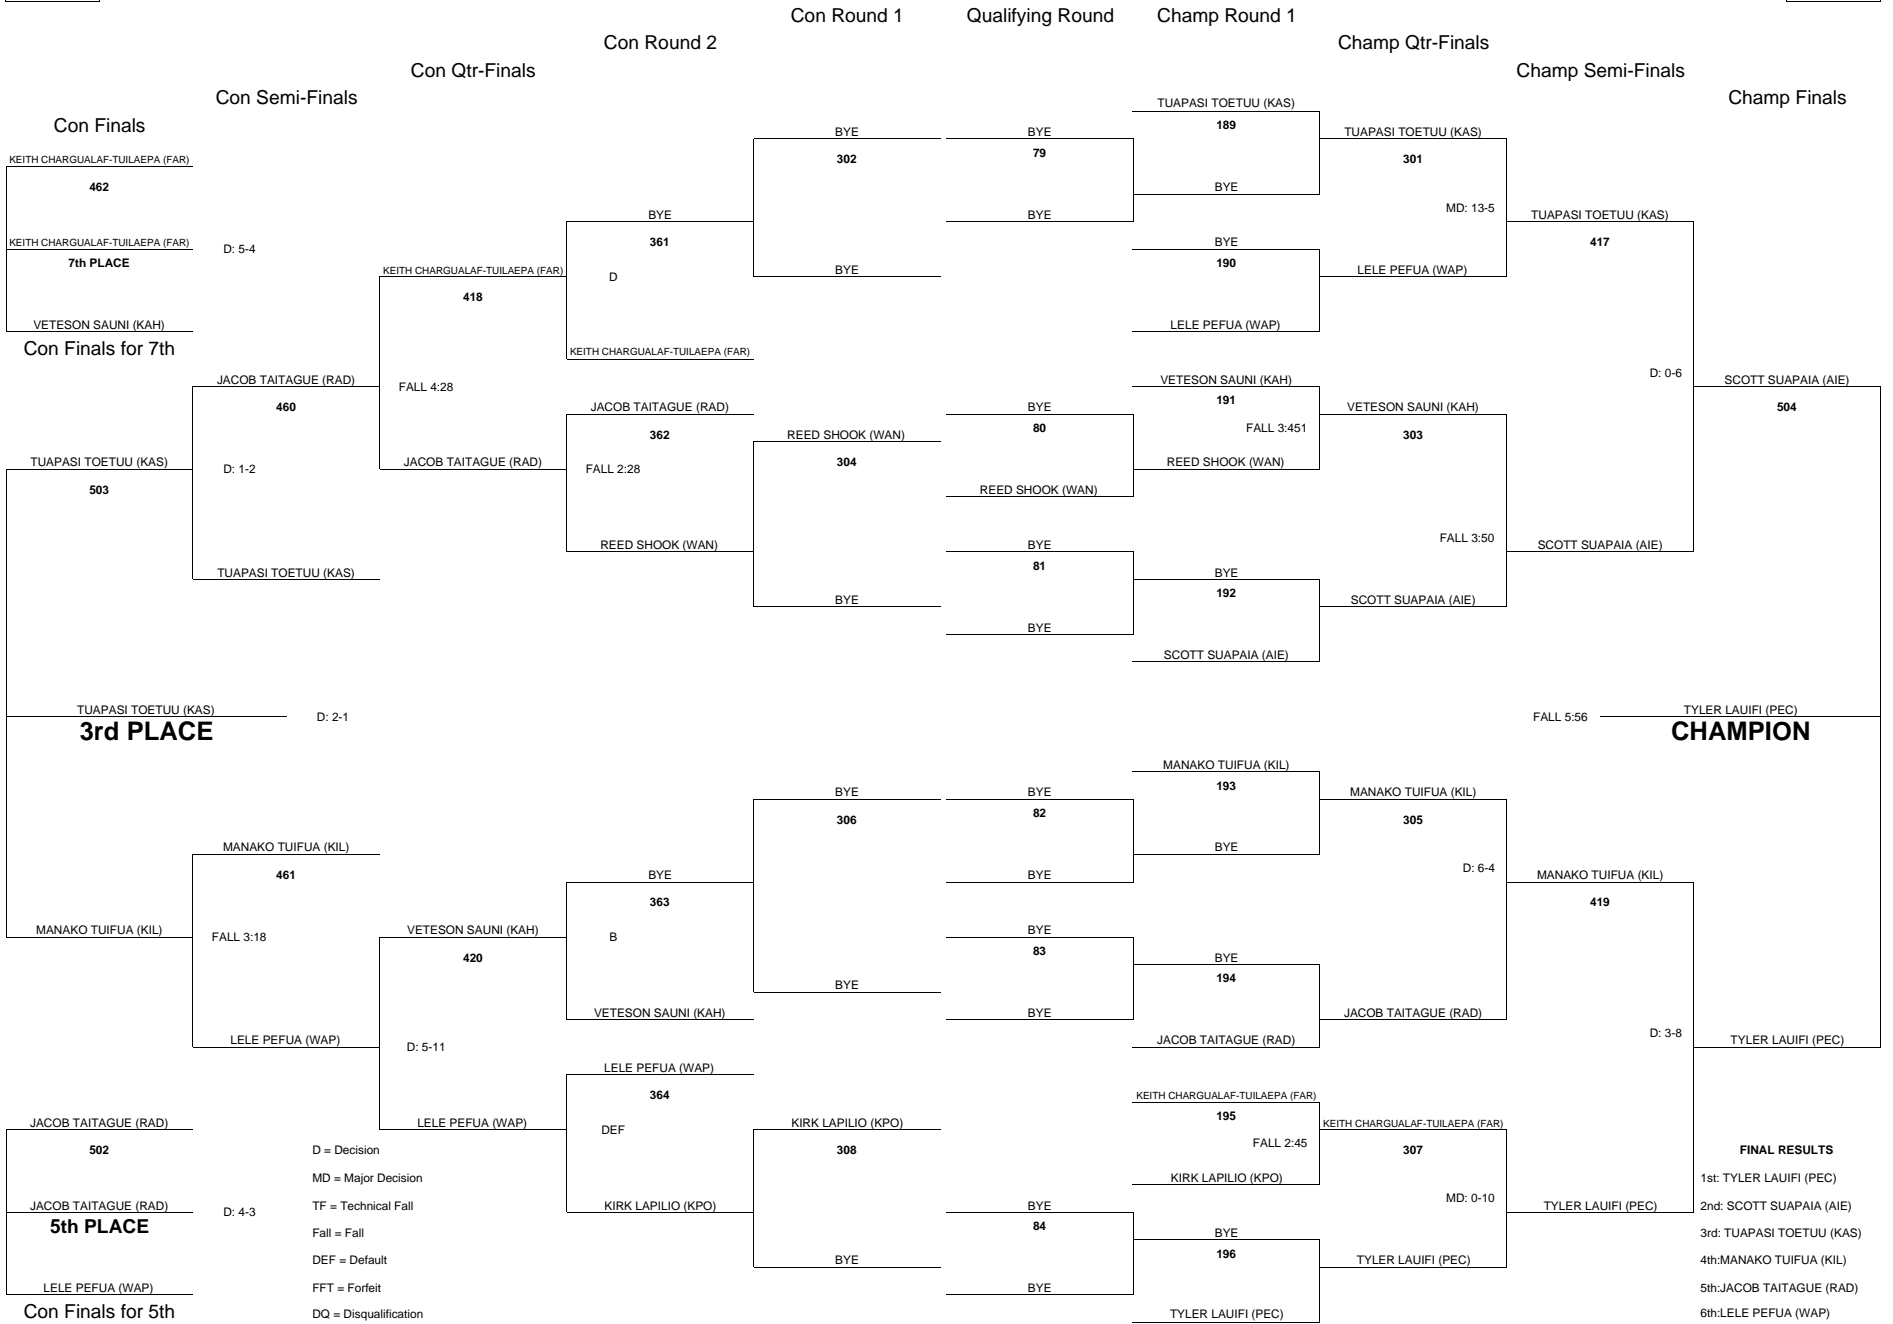 Con Round 1
Qualifying Round
Champ Round 1
Con Round 2
Champ Qtr-Finals
Con Qtr-Finals
Champ Semi-Finals
Con Semi-Finals
Champ Finals
Con Finals
KEITH CHARGUALAF-TUILAEPA (FAR)
462
KEITH CHARGUALAF-TUILAEPA (FAR)
7th PLACE
D: 5-4
VETESON SAUNI (KAH)
Con Finals for 7th
TUAPASI TOETUU (KAS)
503
TUAPASI TOETUU (KAS)
3rd PLACE
D: 2-1
MANAKO TUIFUA (KIL)
JACOB TAITAGUE (RAD)
502
JACOB TAITAGUE (RAD)
5th PLACE
D: 4-3
LELE PEFUA (WAP)
Con Finals for 5th
JACOB TAITAGUE (RAD)
460
D: 1-2
TUAPASI TOETUU (KAS)
MANAKO TUIFUA (KIL)
461
FALL 3:18
LELE PEFUA (WAP)
D = Decision
MD = Major Decision
TF = Technical Fall
Fall = Fall
DEF = Default
FFT = Forfeit
DQ = Disqualification
KEITH CHARGUALAF-TUILAEPA (FAR)
418
FALL 4:28
JACOB TAITAGUE (RAD)
VETESON SAUNI (KAH)
420
D: 5-11
LELE PEFUA (WAP)
BYE
361
D
KEITH CHARGUALAF-TUILAEPA (FAR)
JACOB TAITAGUE (RAD)
362
FALL 2:28
REED SHOOK (WAN)
BYE
363
B
VETESON SAUNI (KAH)
LELE PEFUA (WAP)
364
DEF
KIRK LAPILIO (KPO)
BYE
302
BYE
REED SHOOK (WAN)
304
BYE
BYE
306
BYE
KIRK LAPILIO (KPO)
308
BYE
BYE
79
BYE
BYE
80
REED SHOOK (WAN)
BYE
81
BYE
BYE
82
BYE
BYE
83
BYE
BYE
84
BYE
TUAPASI TOETUU (KAS)
189
BYE
BYE
190
LELE PEFUA (WAP)
VETESON SAUNI (KAH)
191
FALL 3:451
REED SHOOK (WAN)
BYE
192
SCOTT SUAPAIA (AIE)
MANAKO TUIFUA (KIL)
193
BYE
BYE
194
JACOB TAITAGUE (RAD)
KEITH CHARGUALAF-TUILAEPA (FAR)
195
FALL 2:45
KIRK LAPILIO (KPO)
BYE
196
TYLER LAUIFI (PEC)
TUAPASI TOETUU (KAS)
301
MD: 13-5
LELE PEFUA (WAP)
VETESON SAUNI (KAH)
303
FALL 3:50
SCOTT SUAPAIA (AIE)
MANAKO TUIFUA (KIL)
305
D: 6-4
JACOB TAITAGUE (RAD)
KEITH CHARGUALAF-TUILAEPA (FAR)
307
MD: 0-10
TYLER LAUIFI (PEC)
TUAPASI TOETUU (KAS)
417
D: 0-6
SCOTT SUAPAIA (AIE)
MANAKO TUIFUA (KIL)
419
D: 3-8
TYLER LAUIFI (PEC)
SCOTT SUAPAIA (AIE)
504
FALL 5:56
TYLER LAUIFI (PEC)
CHAMPION
TYLER LAUIFI (PEC)
FINAL RESULTS
1st: TYLER LAUIFI (PEC)
2nd: SCOTT SUAPAIA (AIE)
3rd: TUAPASI TOETUU (KAS)
4th:MANAKO TUIFUA (KIL)
5th:JACOB TAITAGUE (RAD)
6th:LELE PEFUA (WAP)